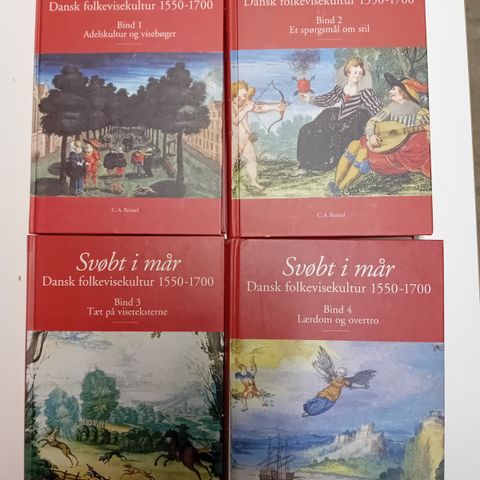 Dansk folkevisekultur 1550-1700
Bind 1
Adelskultur og visebøger
C. A. Reitzel
Dansk folkevisekultur 1550-1700
Bind 2
Et spørgsmål om stil
C. A. Reitzel
Svøbt i mår
Dansk folkevisekultur 1550-1700
Bind 3
Tæt på viseteksterne
Svøbt i mår
Dansk folkevisekultur 1550-1700
Bind 4
Lærdom og overtro